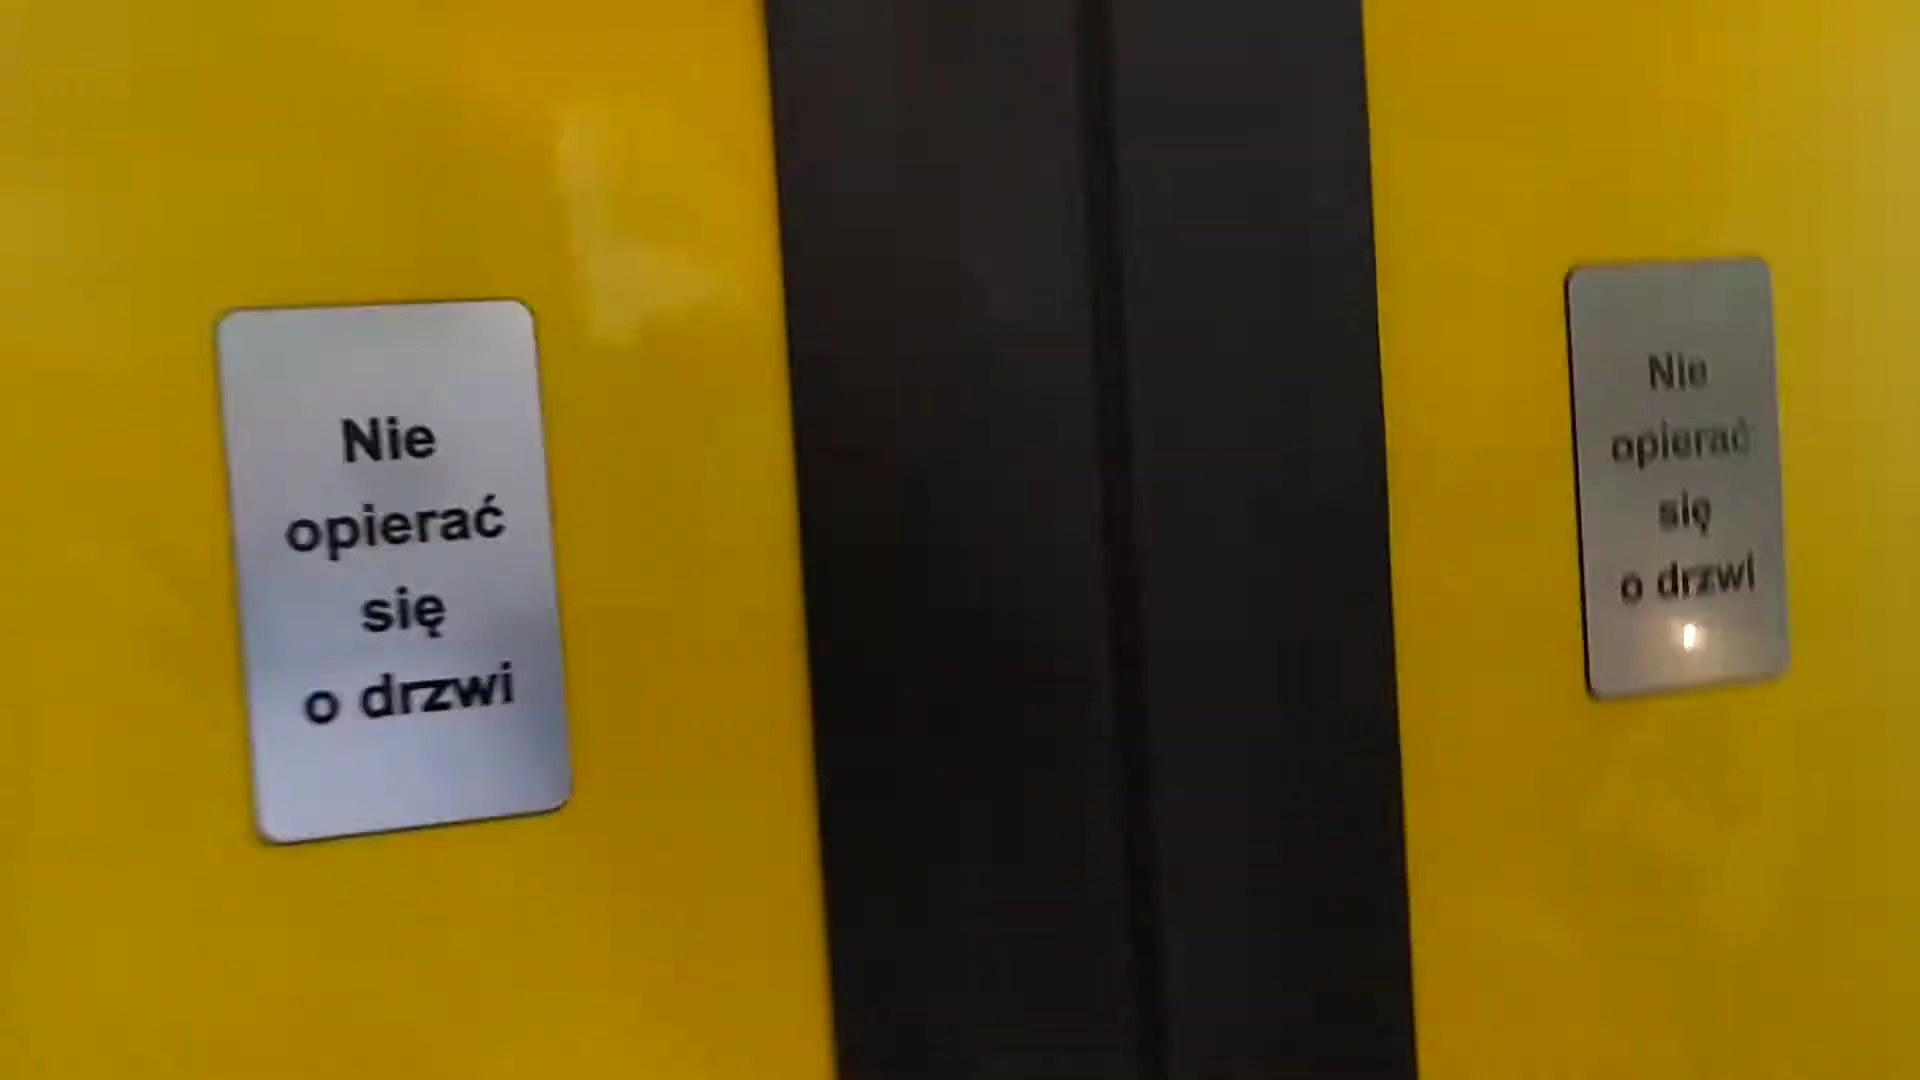 Nie
opierać
się
o drzwi
Nie
opierać
się
o drzwi